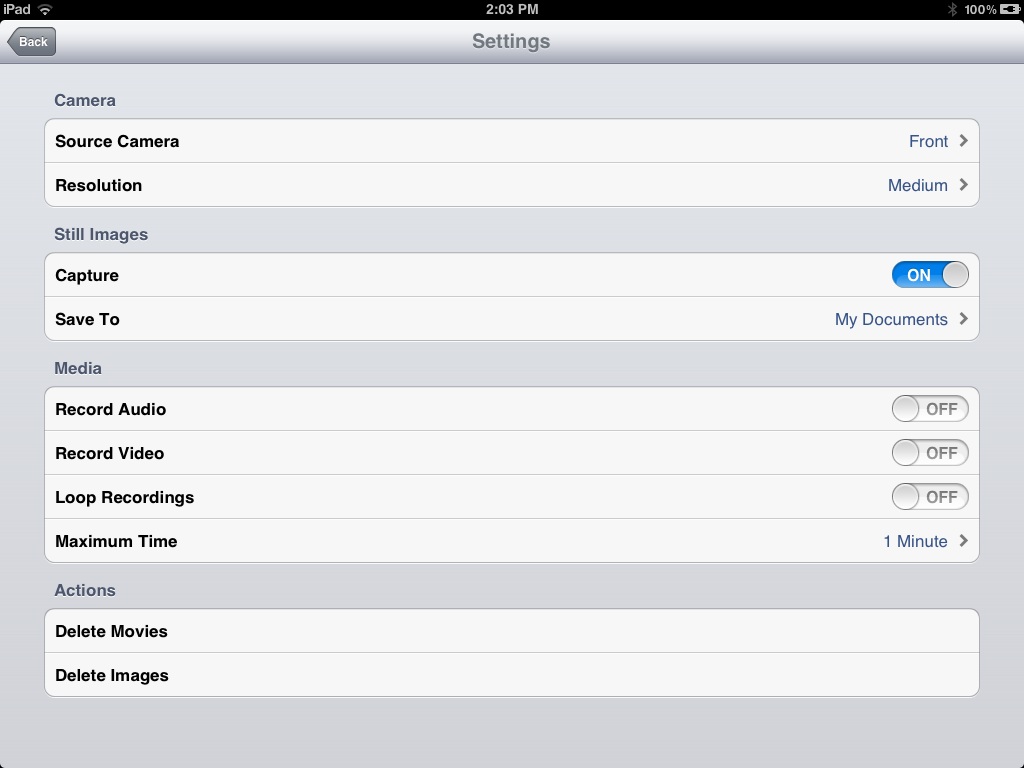 iPad 2:03 PM 100%
Back Settings
Camera
Source Camera Front
Resolution Medium
Still Images
Capture ON
Save To My Documents
Media
Record Audio OFF
Record Video OFF
Loop Recordings OFF
Maximum Time 1 Minute
Actions
Delete Movies
Delete Images